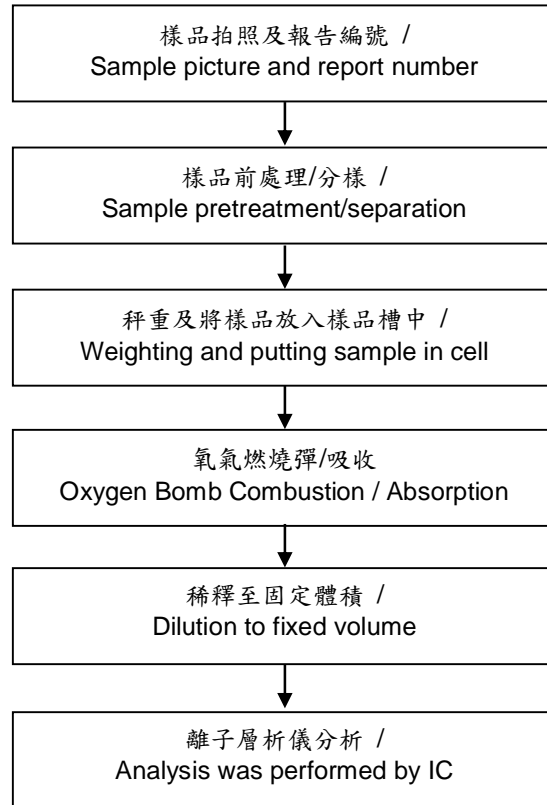 樣品拍照及報告編號 /
Sample picture and report number
樣品前處理/分樣 /
Sample pretreatment/separation
秤重及將樣品放入樣品槽中 /
Weighting and putting sample in cell
氧氣燃燒彈/吸收
Oxygen Bomb Combustion / Absorption
稀釋至固定體積 /
Dilution to fixed volume
離子層析儀分析 /
Analysis was performed by IC